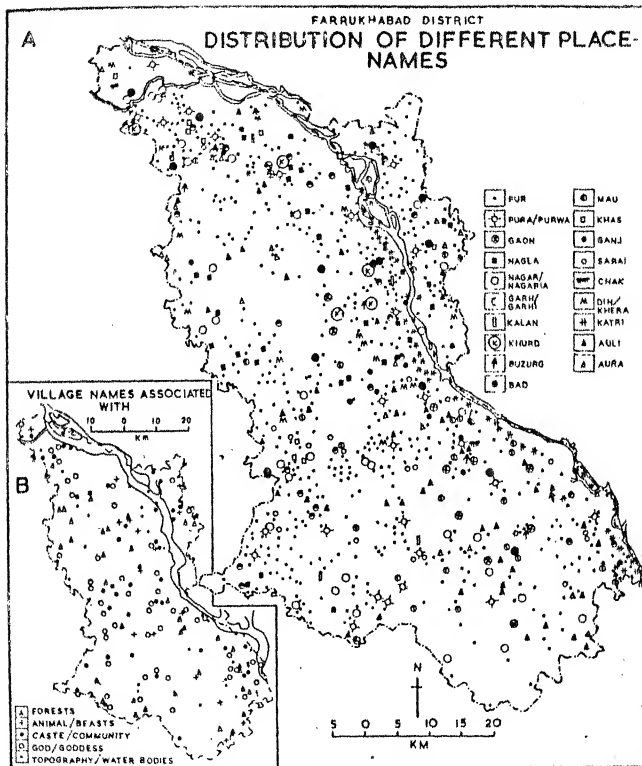 A
FARRUKHABAD DISTRICT
DISTRIBUTION OF DIFFERENT PLACE-
NAMES
PUR
PURA/PURWA
GAON
NAGLA
NAGAR/
NAGARIA
GARH/
GARHI
KALAN
KHURD
BUZURG
BAD
MAU
KHAS
GANJ
SARAI
CHAK
DIH/
KHERA
KATRI
AULI
AURA
VILLAGE NAMES ASSOCIATED
WITH
10 0 10 20
KM
B
FORESTS
ANIMAL/BEASTS
CASTE/COMMUNITY
GOD/GODDESS
TOPOGRAPHY/WATER BODIES
N
5 0 5 10 15 20
KM